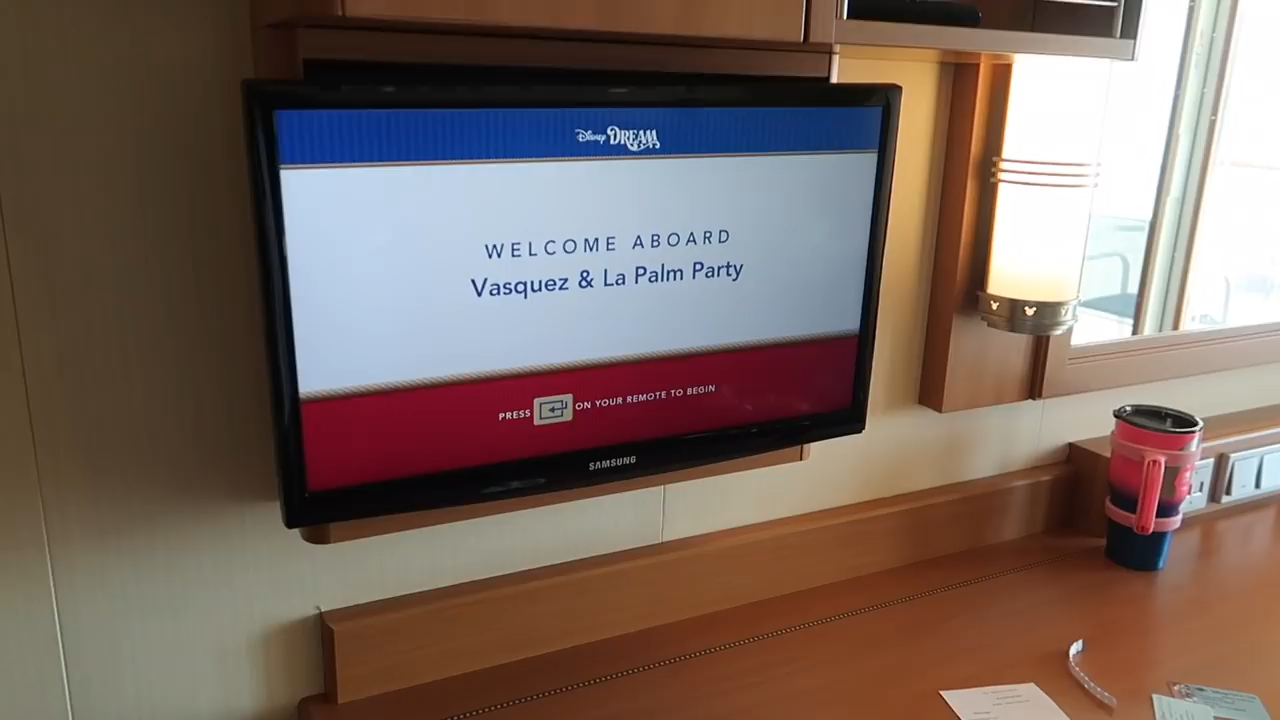 Disney DREAM
WELCOME ABOARD
Vasquez & La Palm Party
PRESS ON YOUR REMOTE TO BEGIN
SAMSUNG